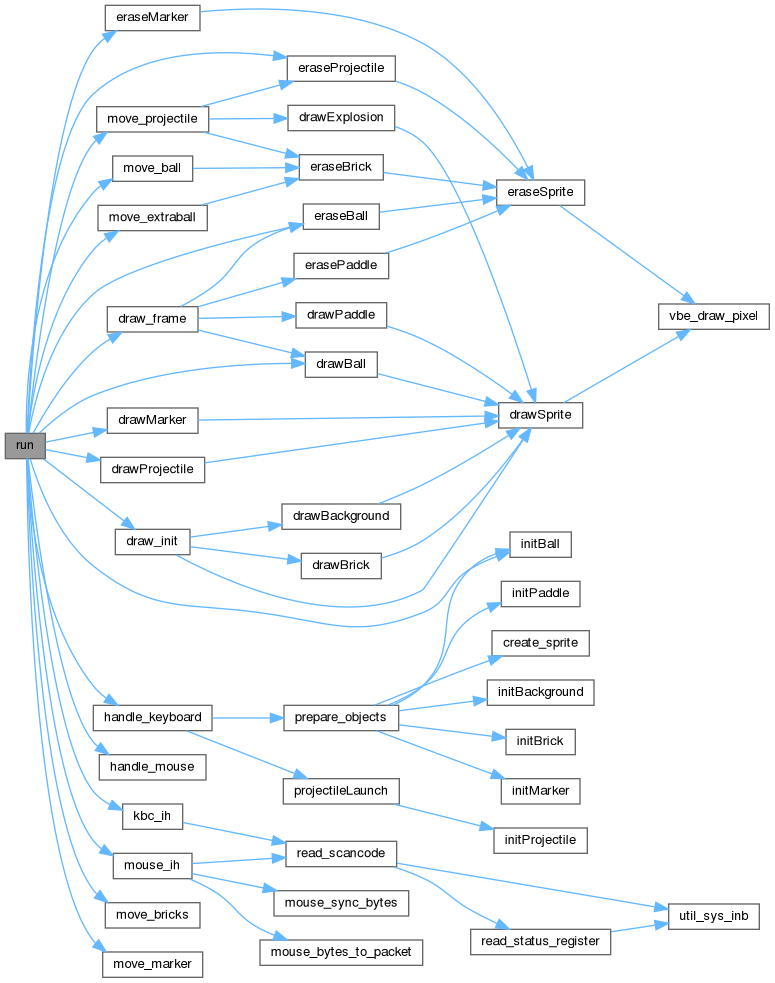 eraseMarker
eraseProjectile
move_projectile
drawExplosion
move_ball
eraseBrick
eraseSprite
move_extraball
eraseBall
erasePaddle
draw_frame
drawPaddle
vbe_draw_pixel
drawBall
drawMarker
drawSprite
run
drawProjectile
drawBackground
draw_init
initBall
drawBrick
initPaddle
create_sprite
initBackground
handle_keyboard
prepare_objects
initBrick
handle_mouse
projectileLaunch
initMarker
kbc_ih
initProjectile
read_scancode
mouse_ih
mouse_sync_bytes
move_bricks
util_sys_inb
read_status_register
mouse_bytes_to_packet
move_marker